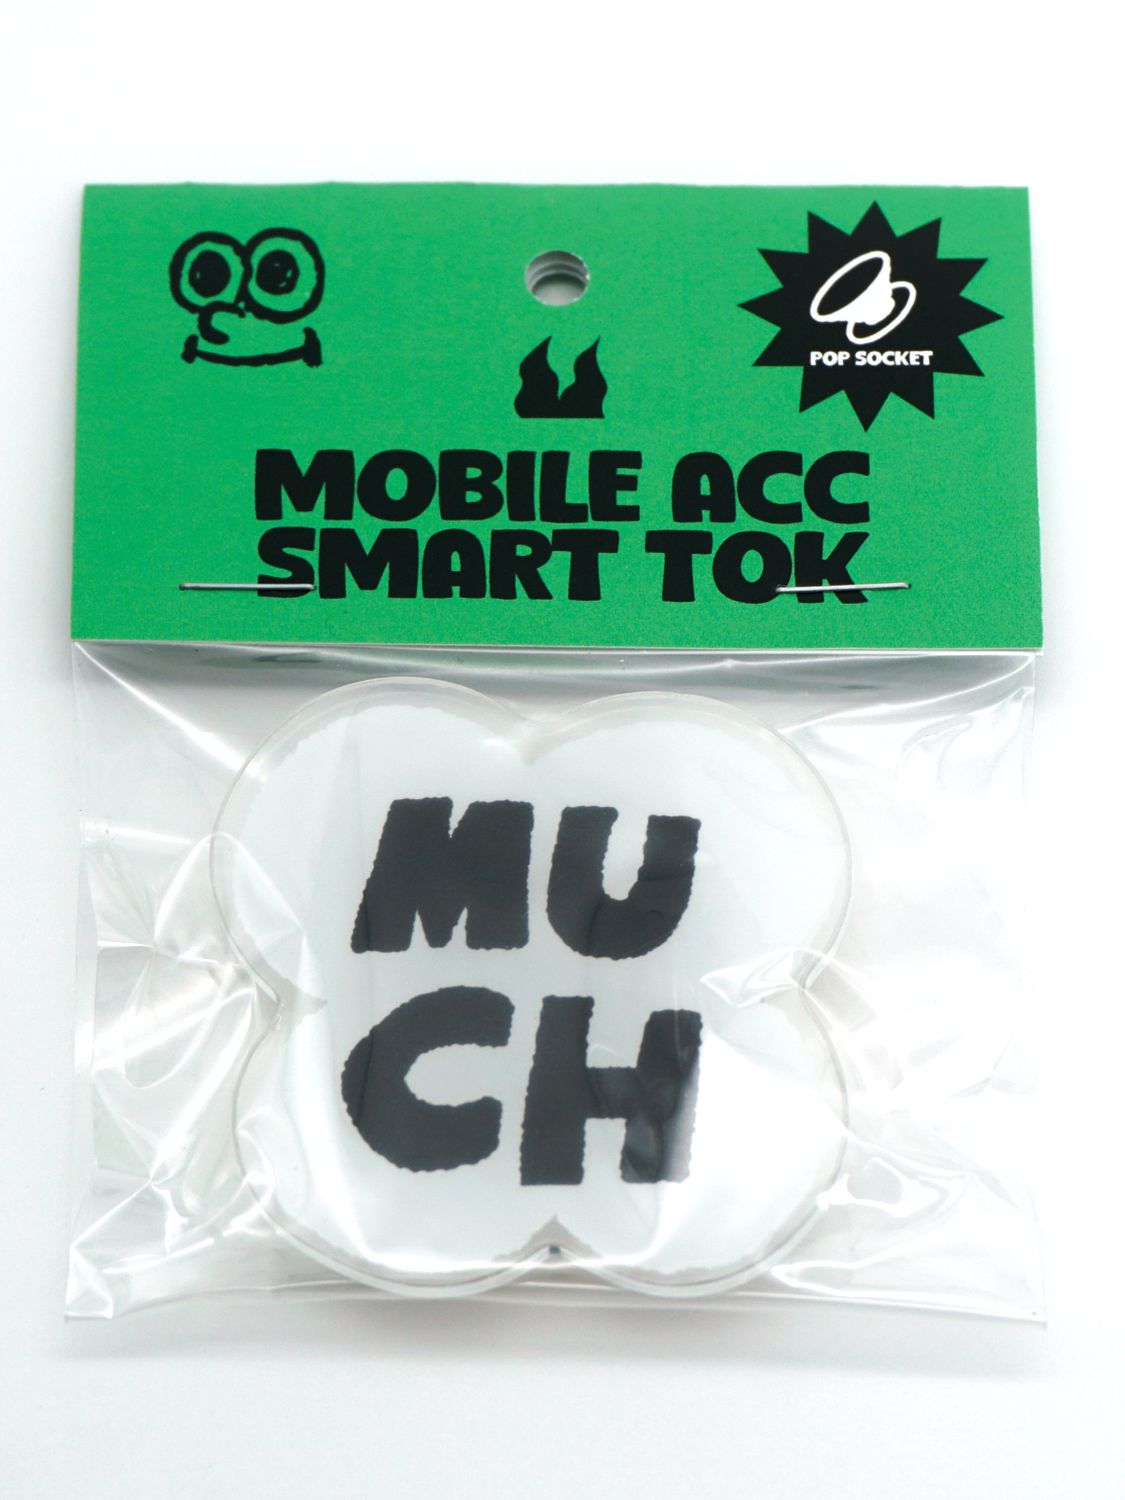 POP SOCKET
MOBILE ACC
SMART TOK
MU
CH